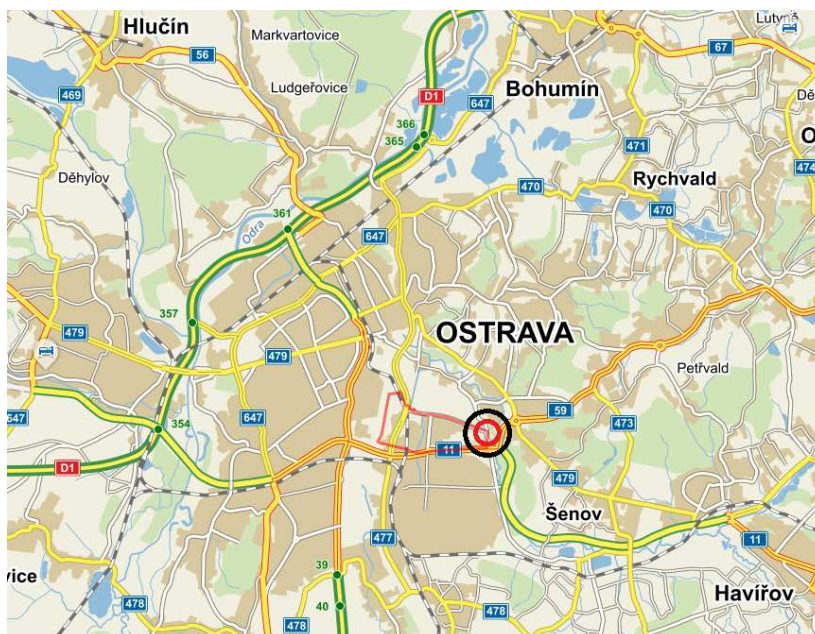 Hlučín
Markvartovice
Lutyně
56
67
Ludgeřovice
D1
Bohumín
647
469
366
365
471
Děhylov
Rychvald
474
470
470
361
Odra
647
357
OSTRAVA
479
479
Petřvald
647
647
59
354
473
11
D1
479
Šenov
477
11
39
vice
Havířov
478
40
478
478